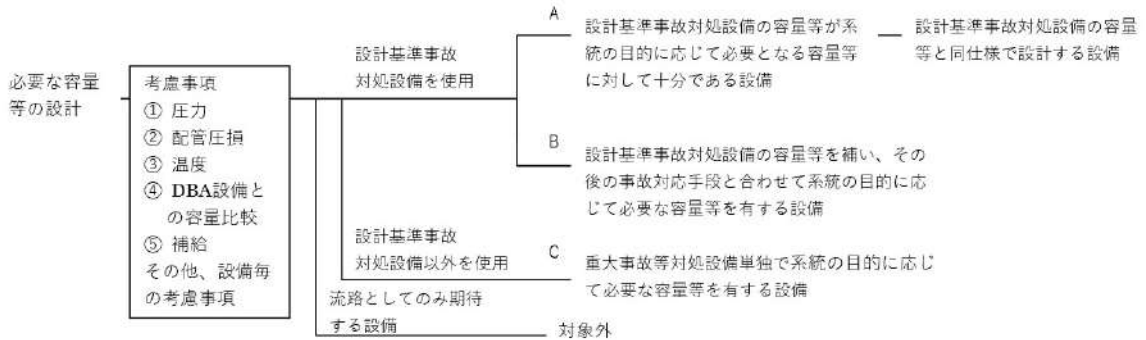 必要な容量
等の設計
考慮事項
① 圧力
② 配管圧損
③ 温度
④ DBA設備と
の容量比較
⑤ 補給
その他、設備毎
の考慮事項
設計基準事故
対処設備を使用
A
設計基準事故対処設備の容量等が系
統の目的に応じて必要となる容量等
に対して十分である設備
設計基準事故対処設備の容量
等と同仕様で設計する設備
B
設計基準事故対処設備の容量等を補い、その
後の事故対応手段と合わせて系統の目的に応
じて必要な容量等を有する設備
設計基準事故
対処設備以外を使用
C
重大事故等対処設備単独で系統の目的に応じ
て必要な容量等を有する設備
流路としてのみ期待
する設備
対象外